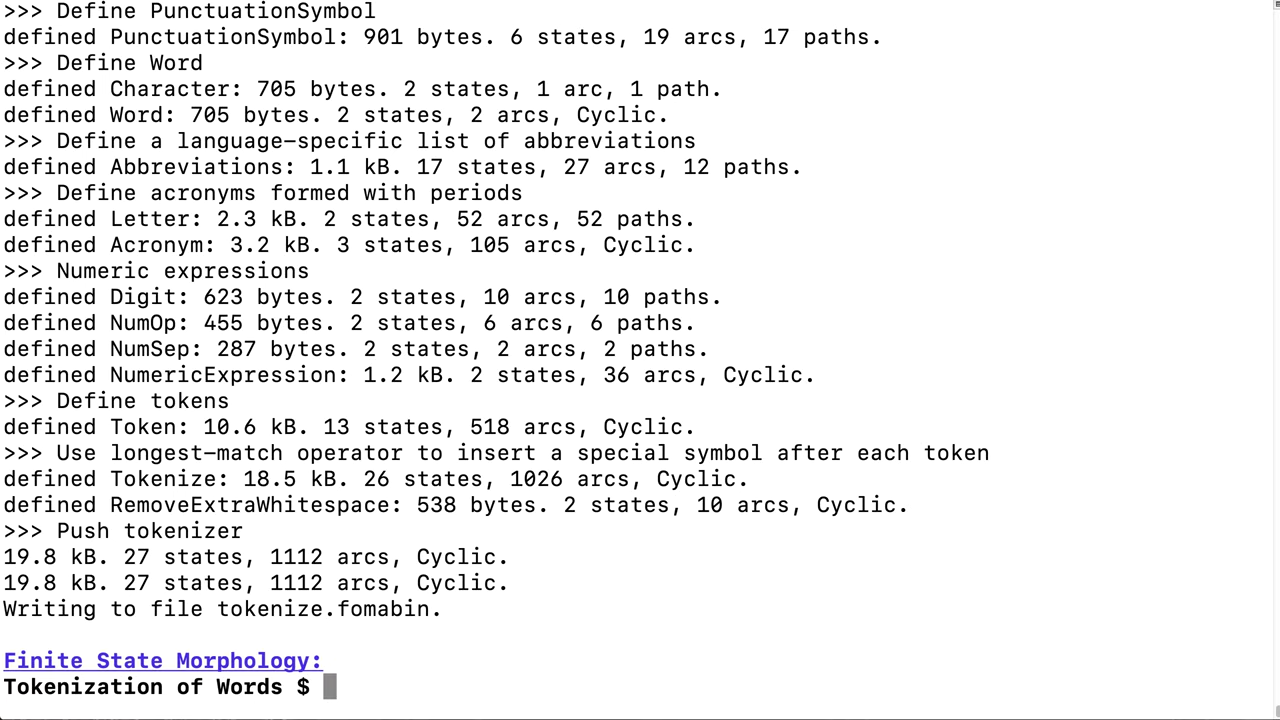 >>> Define PunctuationSymbol
defined PunctuationSymbol: 901 bytes. 6 states, 19 arcs, 17 paths.
>>> Define Word
defined Character: 705 bytes. 2 states, 1 arc, 1 path.
defined Word: 705 bytes. 2 states, 2 arcs, Cyclic.
>>> Define a language-specific list of abbreviations
defined Abbreviations: 1.1 kB. 17 states, 27 arcs, 12 paths.
>>> Define acronyms formed with periods
defined Letter: 2.3 kB. 2 states, 52 arcs, 52 paths.
defined Acronym: 3.2 kB. 3 states, 105 arcs, Cyclic.
>>> Numeric expressions
defined Digit: 623 bytes. 2 states, 10 arcs, 10 paths.
defined NumOp: 455 bytes. 2 states, 6 arcs, 6 paths.
defined NumSep: 287 bytes. 2 states, 2 arcs, 2 paths.
defined NumericExpression: 1.2 kB. 2 states, 36 arcs, Cyclic.
>>> Define tokens
defined Token: 10.6 kB. 13 states, 518 arcs, Cyclic.
>>> Use longest-match operator to insert a special symbol after each token
defined Tokenize: 18.5 kB. 26 states, 1026 arcs, Cyclic.
defined RemoveExtraWhitespace: 538 bytes. 2 states, 10 arcs, Cyclic.
>>> Push tokenizer
19.8 kB. 27 states, 1112 arcs, Cyclic.
19.8 kB. 27 states, 1112 arcs, Cyclic.
Writing to file tokenize.fomabin.
Finite State Morphology:
Tokenization of Words $